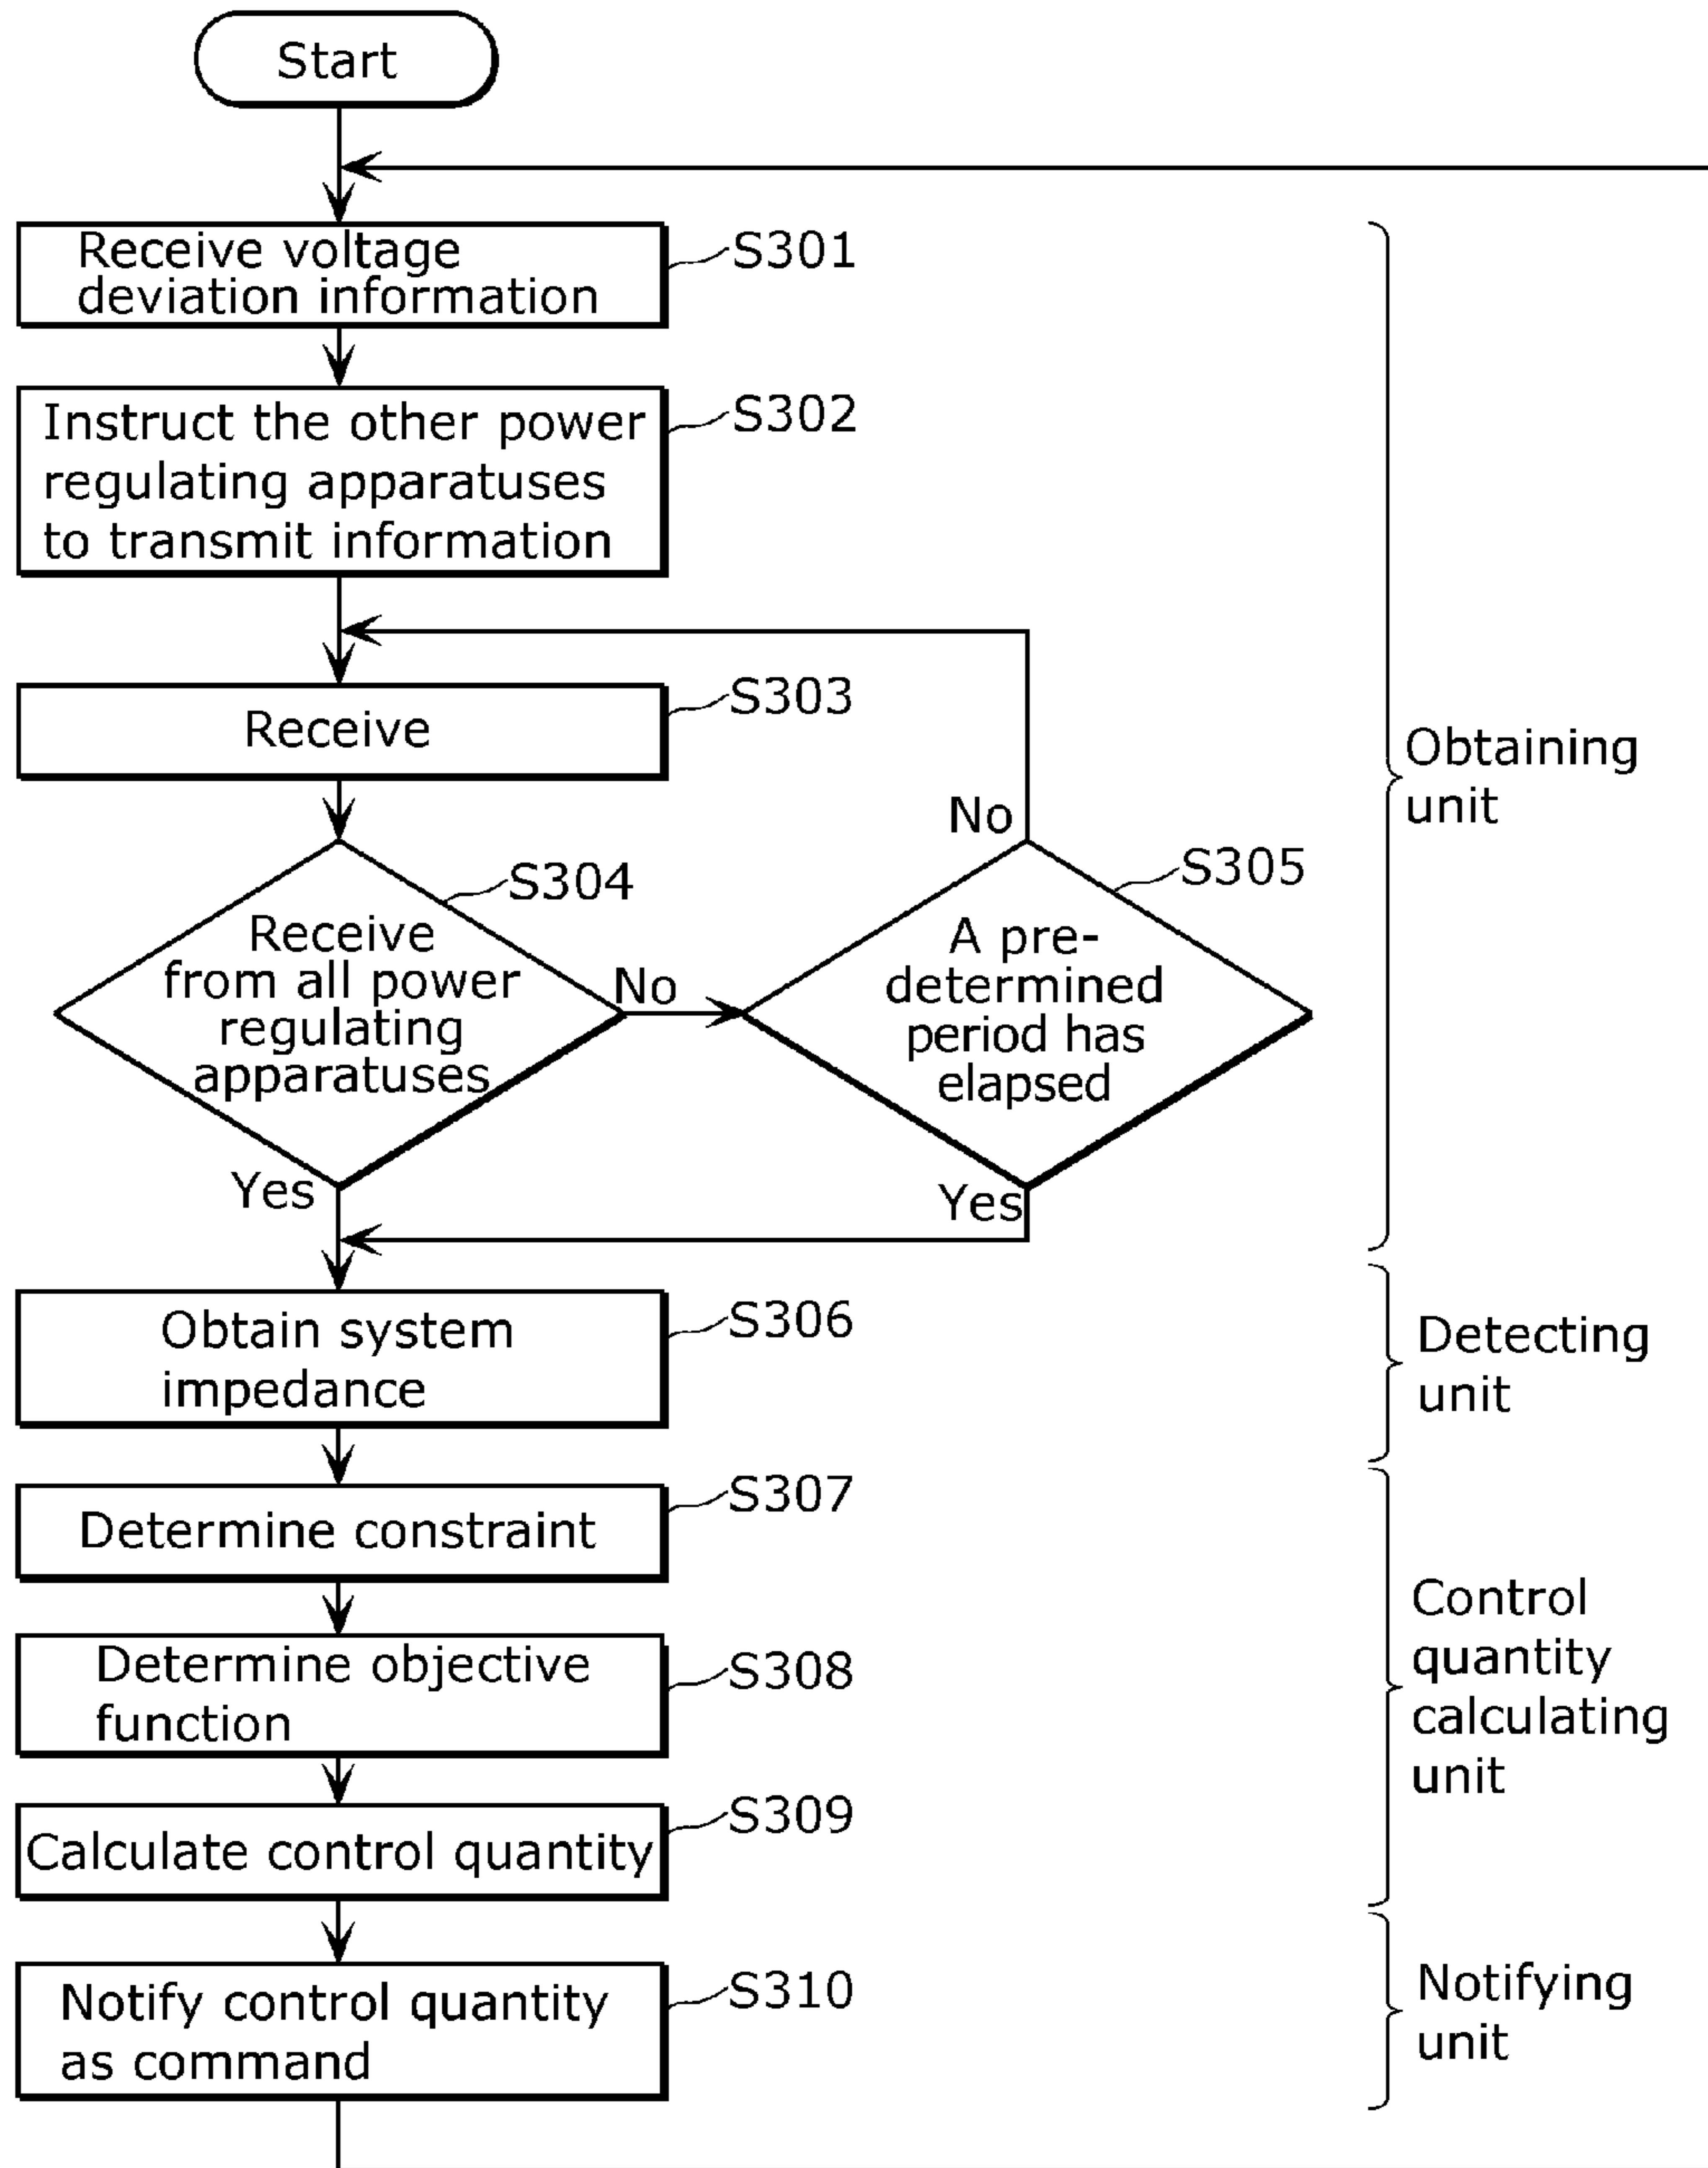 Start
Receive voltage
deviation information
S301
Instruct the other power
regulating apparatuses
to transmit information
S302
Receive
S303
Obtaining
unit
Receive
from all power
regulating
apparatuses
S304
No
Yes
A pre-
determined
period has
elapsed
S305
No
Yes
Obtain system
impedance
S306
Detecting
unit
Determine constraint
S307
Determine objective
function
S308
Control
quantity
calculating
unit
Calculate control quantity
S309
Notify control quantity
as command
S310
Notifying
unit